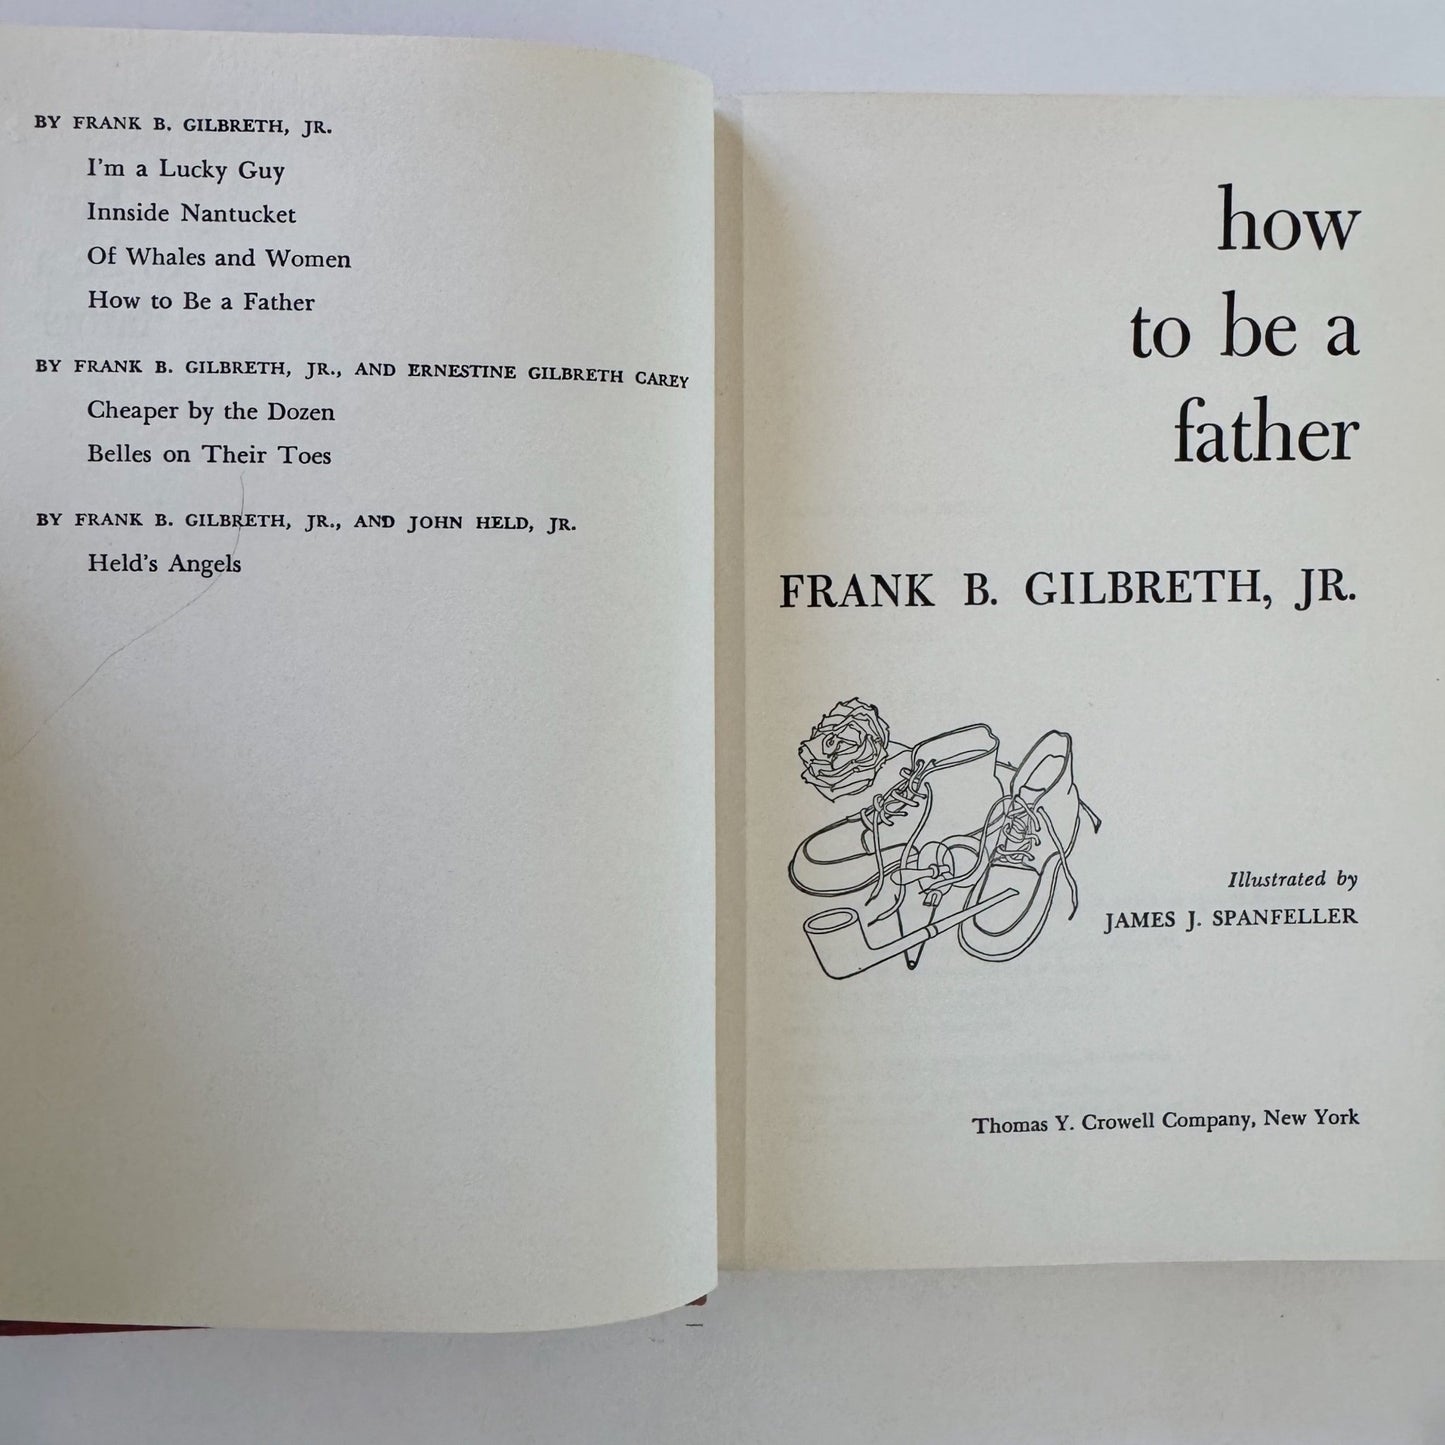 BY FRANK B. GILBRETH, JR.
I'm a Lucky Guy
Innside Nantucket
Of Whales and Women
How to Be a Father
BY FRANK B. GILBRETH, JR., AND ERNESTINE GILBRETH CAREY
Cheaper by the Dozen
Belles on Their Toes
BY FRANK B. GILBRETH, JR., AND JOHN HELD, JR.
Held's Angels
how
to be a
father
FRANK B. GILBRETH, JR.
Illustrated by
JAMES J. SPANFELLER
Thomas Y. Crowell Company, New York